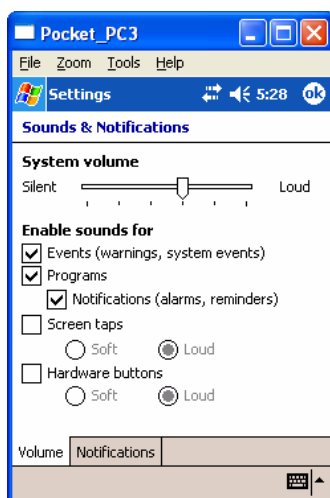 Pocket_PC3
File Zoom Tools Help
Settings 5:28 ok
Sounds & Notifications
System volume
Silent Loud
Enable sounds for
Events (warnings, system events)
Programs
Notifications (alarms, reminders)
Screen taps
Soft Loud
Hardware buttons
Soft Loud
Volume Notifications